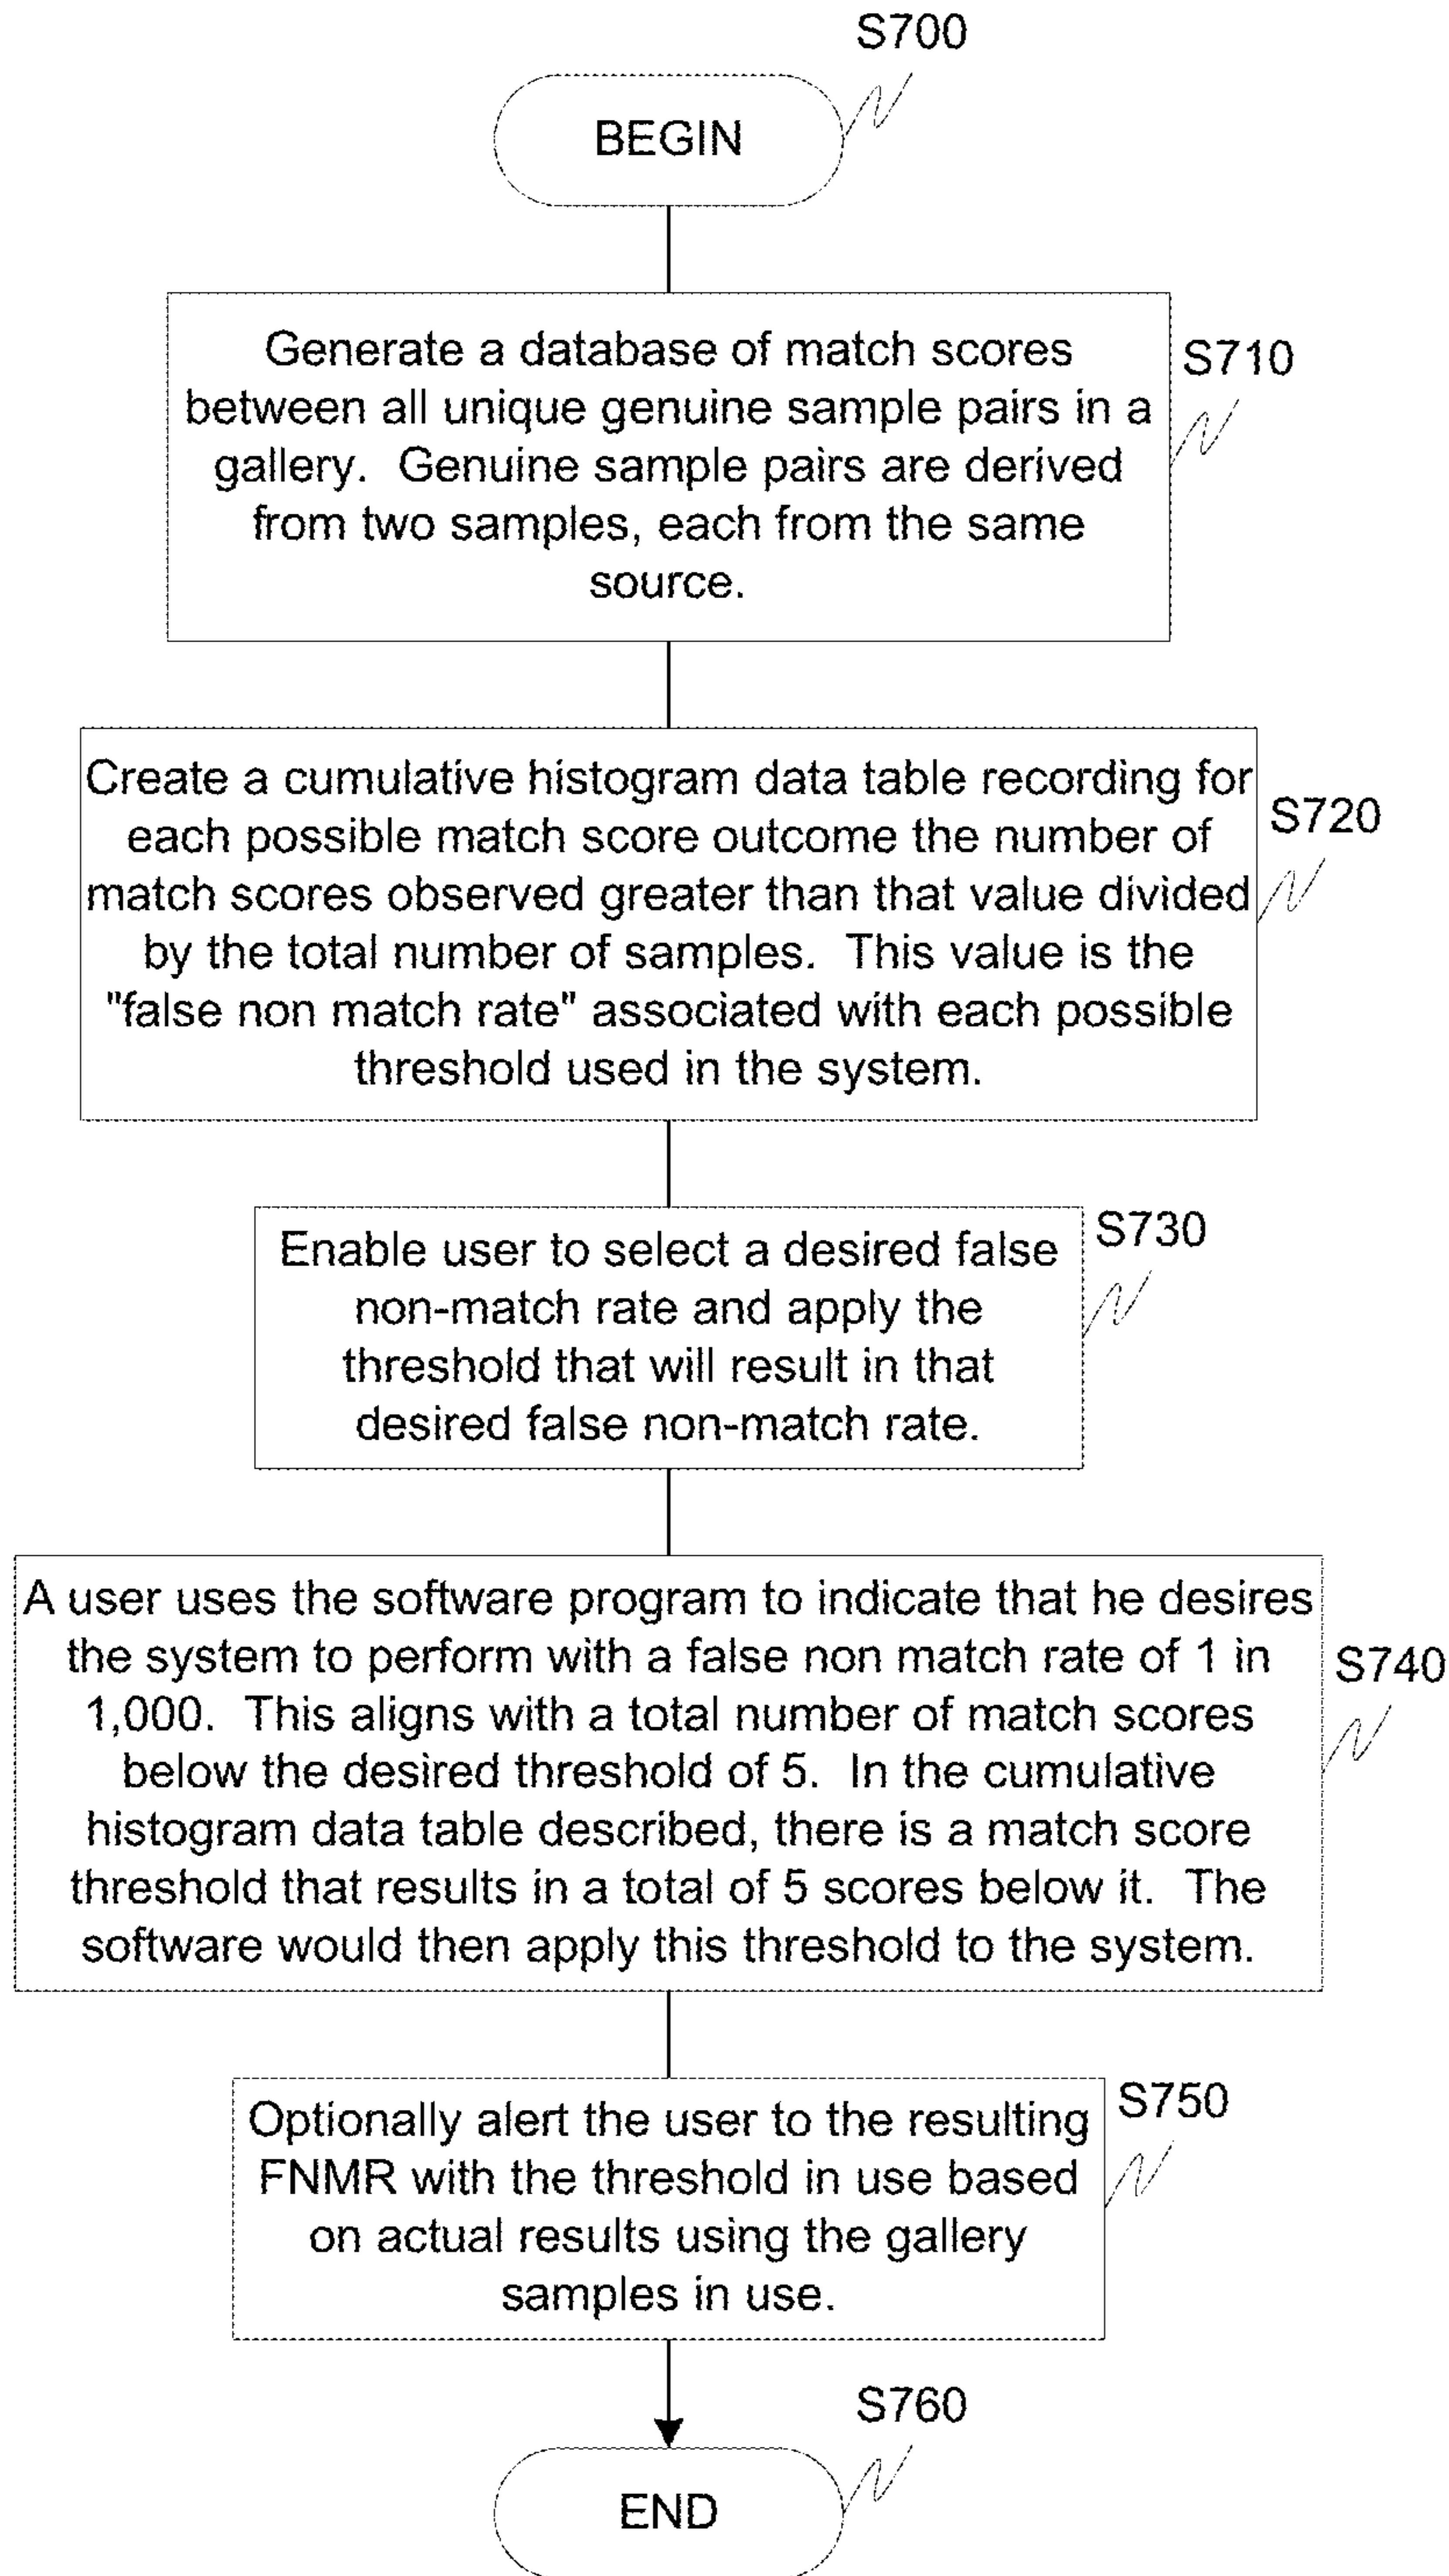 S700
BEGIN
Generate a database of match scores
between all unique genuine sample pairs in a
gallery.  Genuine sample pairs are derived
from two samples, each from the same
source.
S710
Create a cumulative histogram data table recording for
each possible match score outcome the number of
match scores observed greater than that value divided
by the total number of samples.  This value is the
"false non match rate" associated with each possible
threshold used in the system.
S720
Enable user to select a desired false
non-match rate and apply the
threshold that will result in that
desired false non-match rate.
S730
A user uses the software program to indicate that he desires
the system to perform with a false non match rate of 1 in
1,000.  This aligns with a total number of match scores
below the desired threshold of 5.  In the cumulative
histogram data table described, there is a match score
threshold that results in a total of 5 scores below it.  The
software would then apply this threshold to the system.
S740
Optionally alert the user to the resulting
FNMR with the threshold in use based
on actual results using the gallery
samples in use.
S750
S760
END